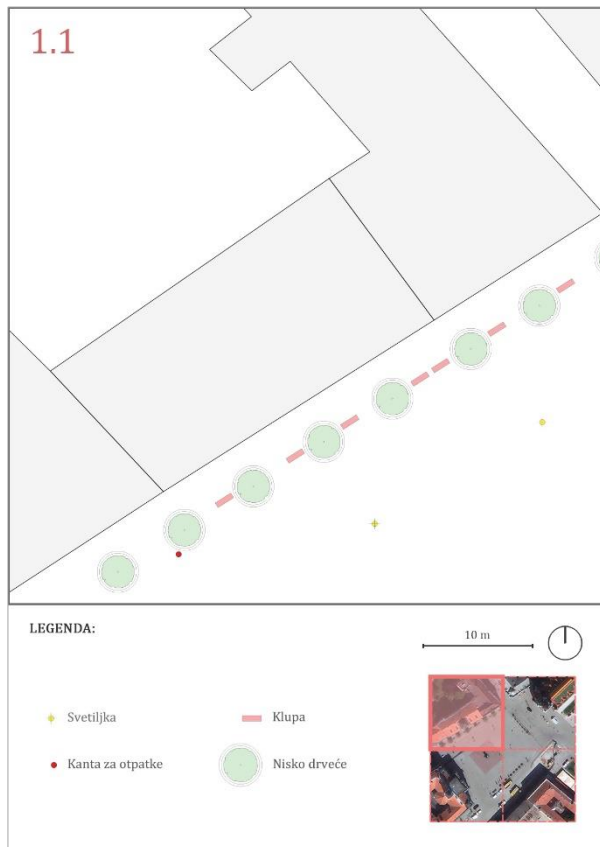 1.1
LEGENDA:
10 m
Svetiljka
Klupa
Kanta za otpatke
Nisko drveće